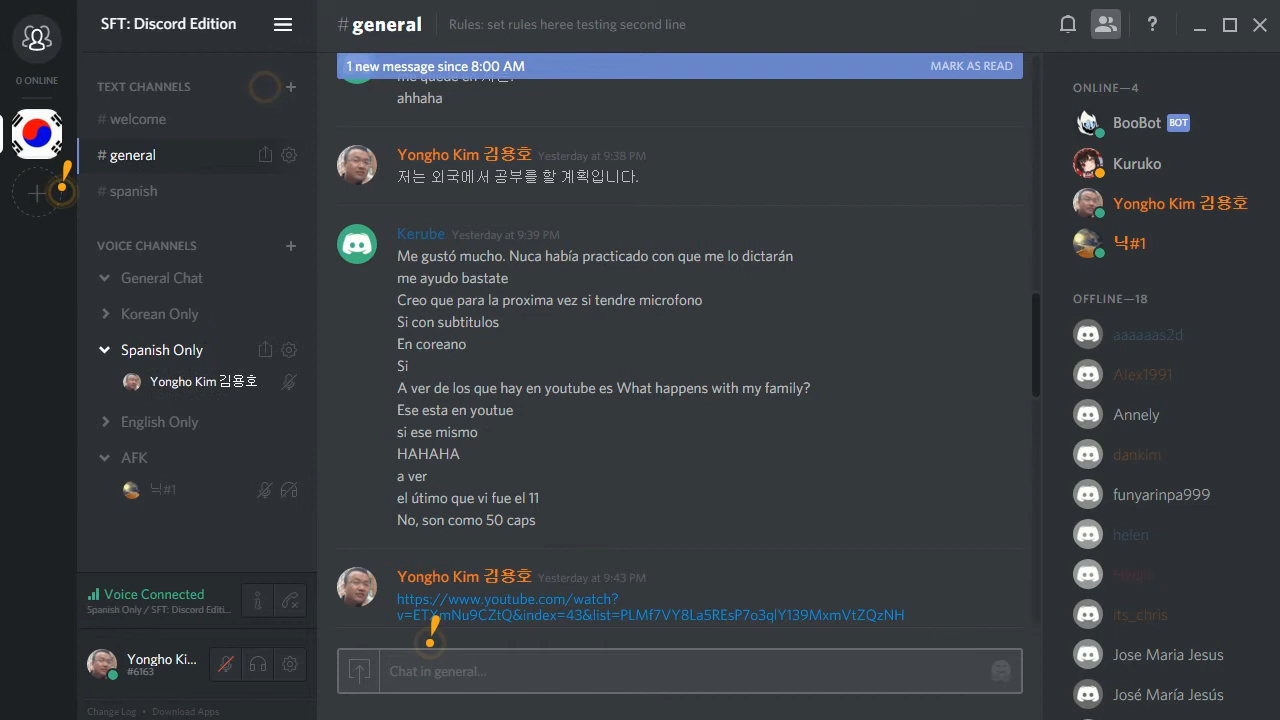 SFT: Discord Edition
#general
Rules: set rules heree testing second line
0 ONLINE
TEXT CHANNELS
# welcome
# general
# spanish
VOICE CHANNELS
General Chat
Korean Only
Spanish Only
Yongho Kim 김용호
English Only
AFK
닉#1
Voice Connected
Spanish Only / SFT: Discord Editi...
Yongho Ki...
#6163
Change Log • Download Apps
1 new message since 8:00 AM
MARK AS READ
ahhaha
Yongho Kim 김용호 Yesterday at 9:38 PM
저는 외국에서 공부를 할 계획입니다.
Kerube Yesterday at 9:39 PM
Me gustó mucho. Nuca había practicado con que me lo dictarán
me ayudo bastate
Creo que para la proxima vez si tendre microfono
Si con subtitulos
En coreano
Si
A ver de los que hay en youtube es What happens with my family?
Ese esta en youtue
si ese mismo
HAHAHA
a ver
el útimo que vi fue el 11
No, son como 50 caps
Yongho Kim 김용호 Yesterday at 9:43 PM
https://www.youtube.com/watch?
Chat in general...
ONLINE—4
BooBot BOT
Kuruko
Yongho Kim 김용호
닉#1
OFFLINE—18
aaaaaas2d
Alex1991
Annely
dankim
funyarinpa999
helen
its_chris
Jose Maria Jesus
José María Jesús